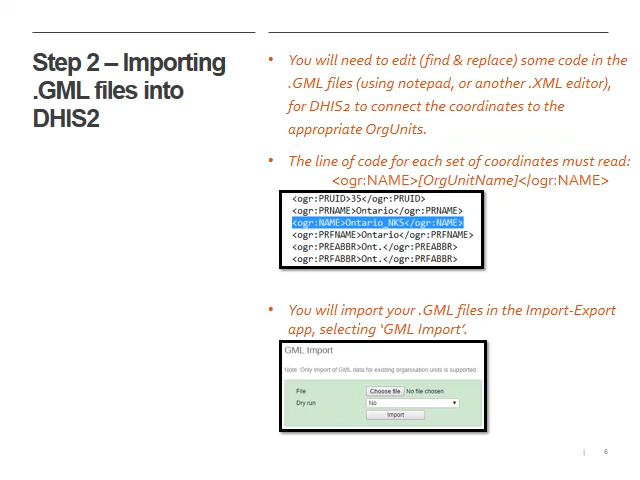 Step 2 – Importing
.GML files into
DHIS2
• You will need to edit (find & replace) some code in the
.GML files (using notepad, or another .XML editor),
for DHIS2 to connect the coordinates to the
appropriate OrgUnits.
• The line of code for each set of coordinates must read:
<ogr:NAME>[OrgUnitName]</ogr:NAME>
<ogr:PRUID>35</ogr:PRUID>
<ogr:PRNAME>Ontario</ogr:PRNAME>
<ogr:NAME>Ontario_NKS</ogr:NAME>
<ogr:PRFNAME>Ontario</ogr:PRFNAME>
<ogr:PREABBR>Ont.</ogr:PREABBR>
<ogr:PRFABBR>Ont.</ogr:PRFABBR>
• You will import your .GML files in the Import-Export
app, selecting ‘GML Import’.
GML Import
Note: Only import of GML data for existing organisation units is supported
File Choose file No file chosen
Dry run No
Import
| 6